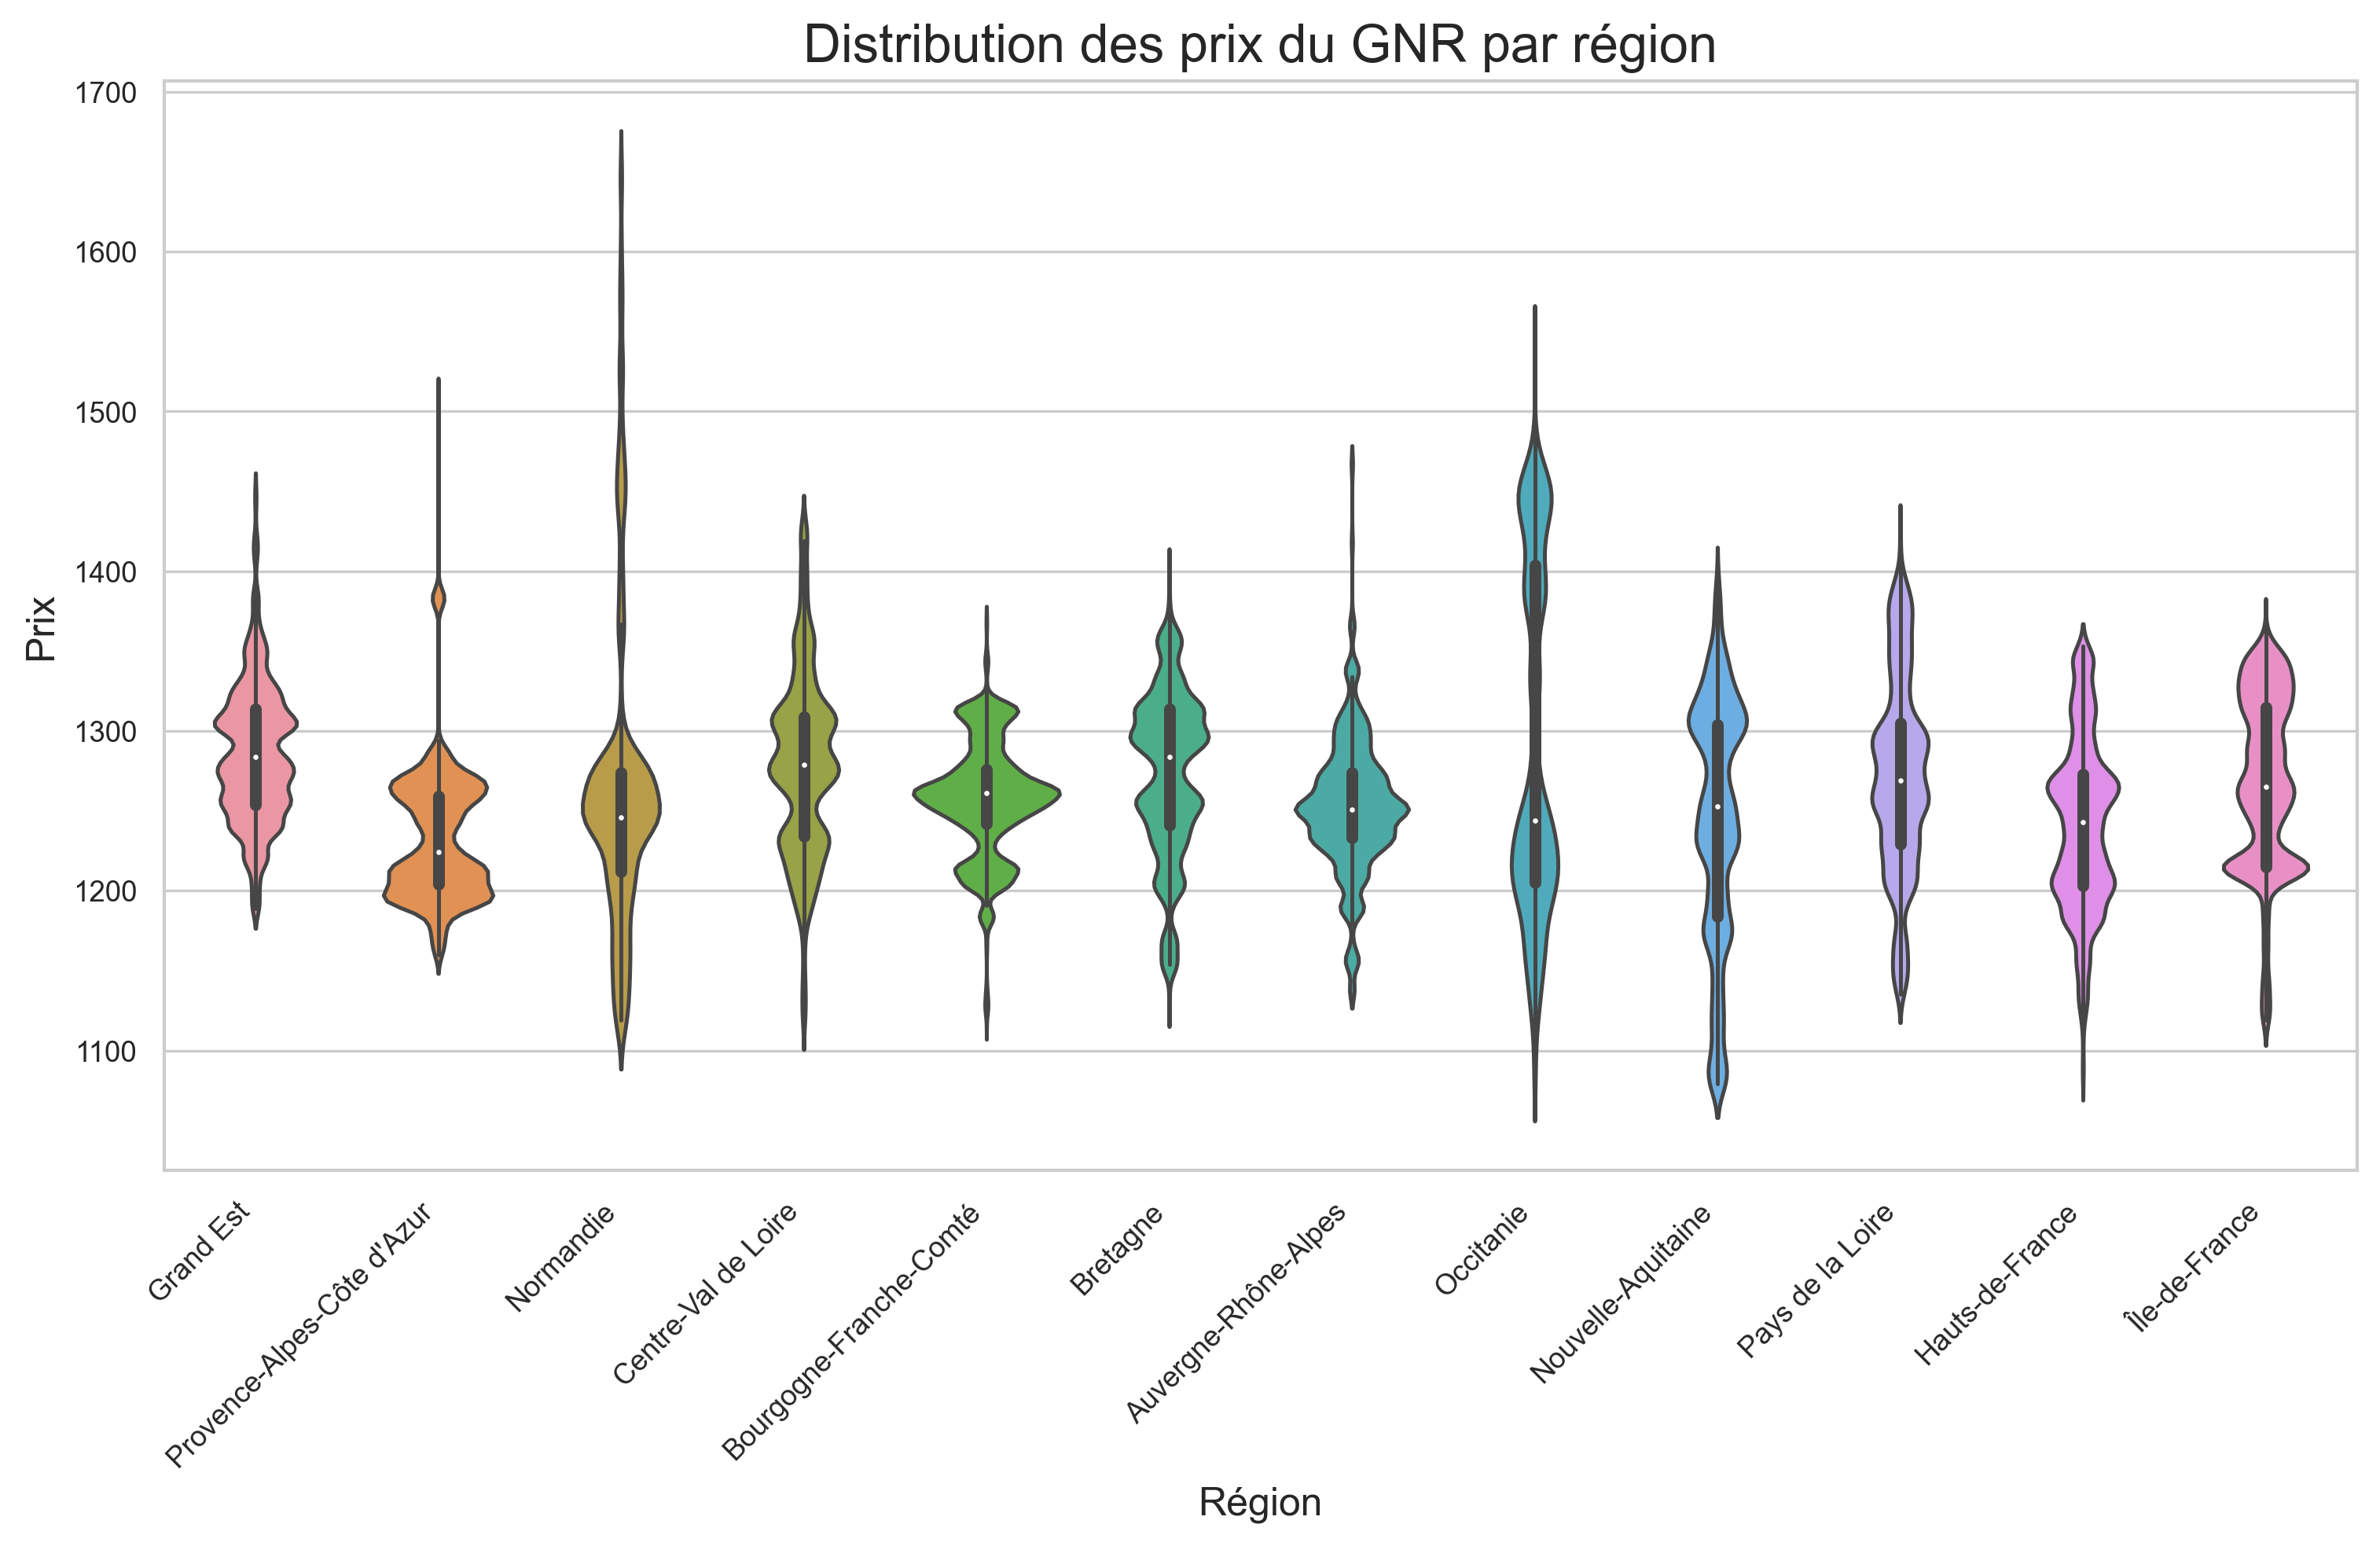 Distribution des prix du GNR par région
1700
1600
1500
1400
1300
1200
1100
Prix
Grand Est
Provence-Alpes-Côte d'Azur
Normandie
Centre-Val de Loire
Bourgogne-Franche-Comté
Bretagne
Auvergne-Rhône-Alpes
Occitanie
Nouvelle-Aquitaine
Pays de la Loire
Hauts-de-France
Île-de-France
Région